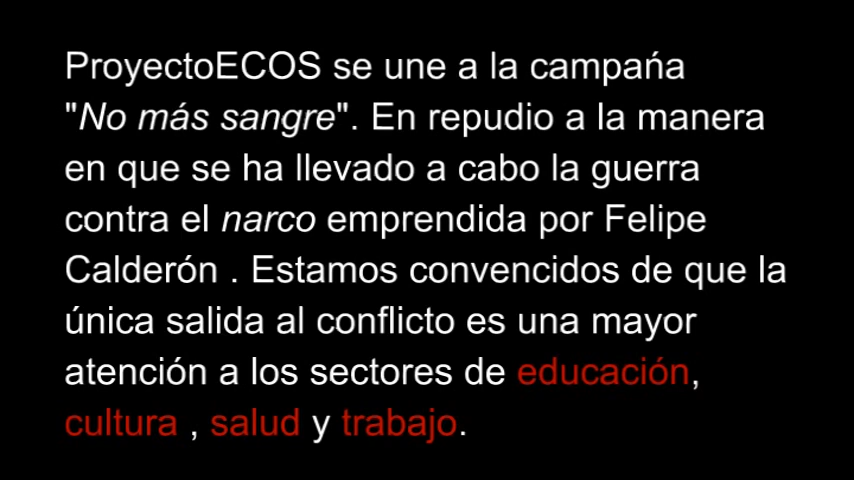 ProyectoECOS se une a la campańa
"No más sangre". En repudio a la manera
en que se ha llevado a cabo la guerra
contra el narco emprendida por Felipe
Calderón . Estamos convencidos de que la
única salida al conflicto es una mayor
atención a los sectores de educación,
cultura , salud y trabajo.